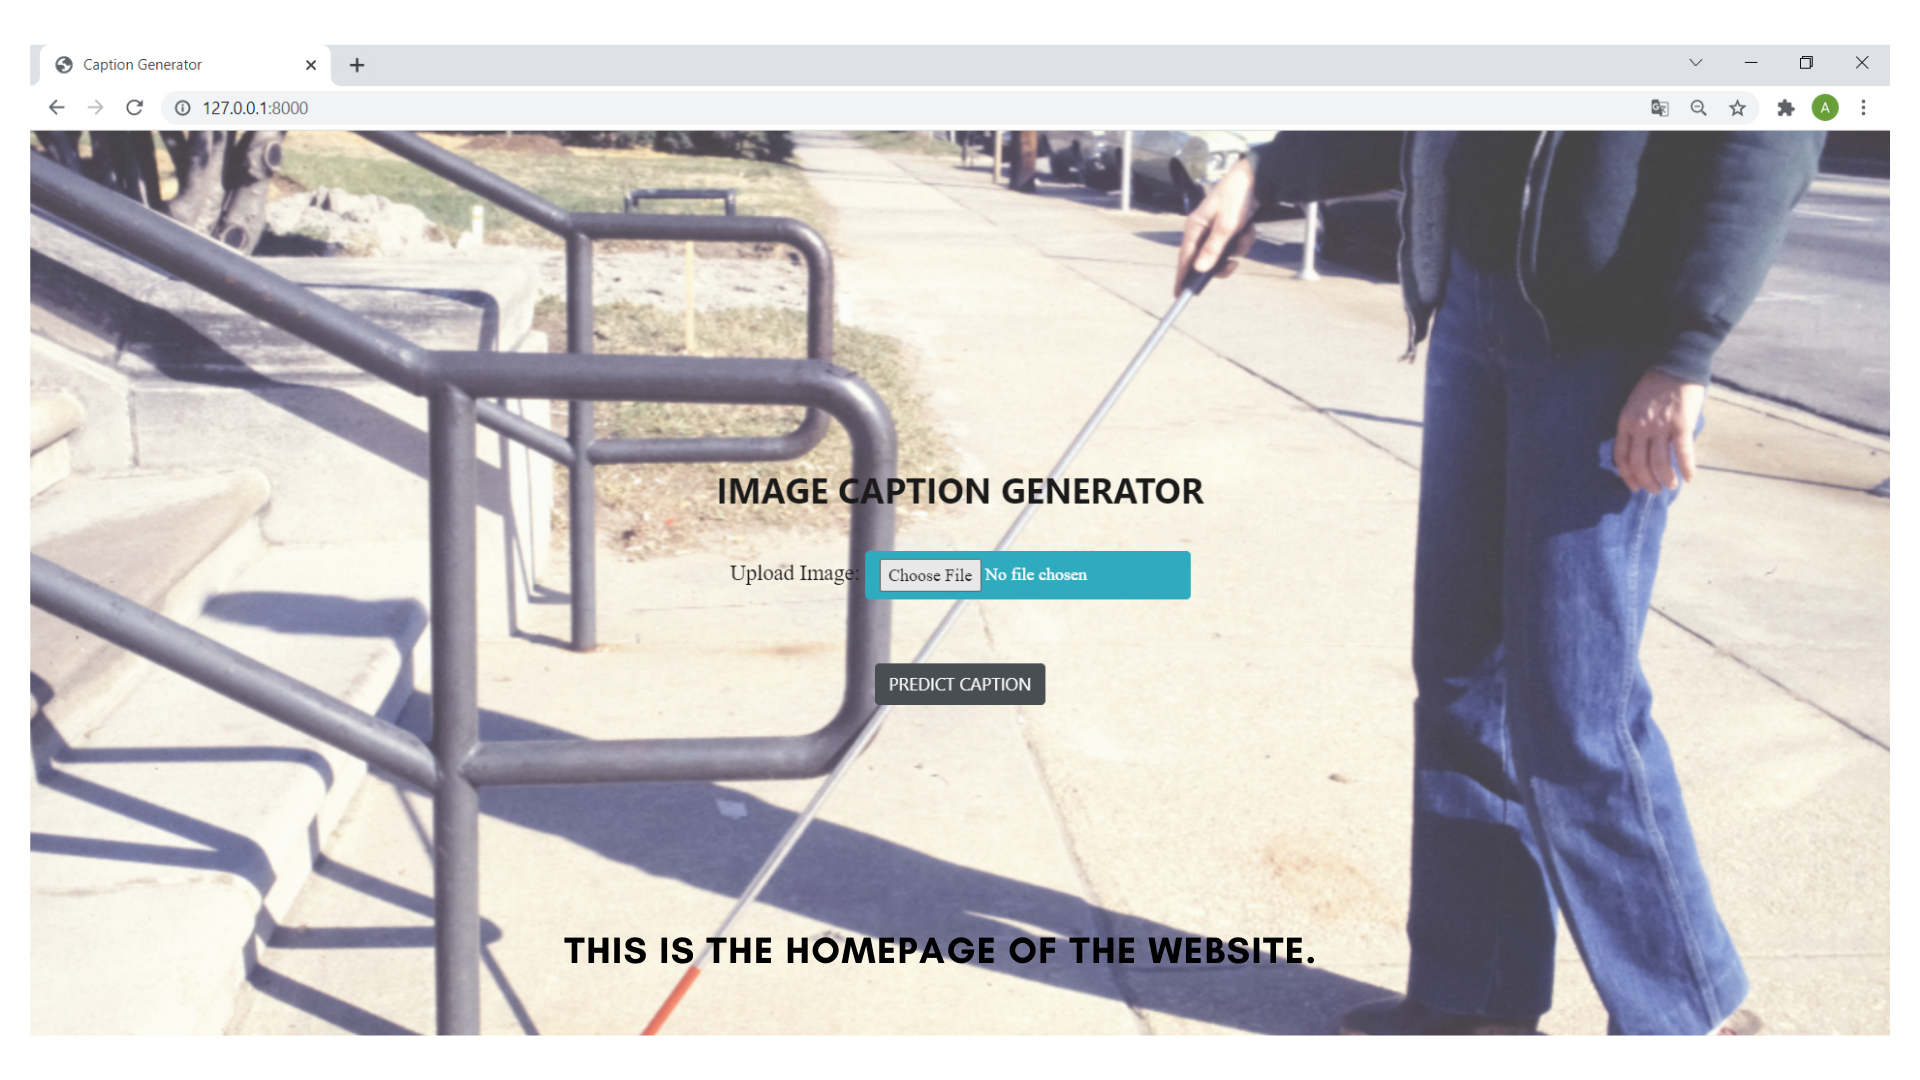 Caption Generator
127.0.0.1:8000
A
IMAGE CAPTION GENERATOR
Upload Image: Choose File No file chosen
PREDICT CAPTION
THIS IS THE HOMEPAGE OF THE WEBSITE.